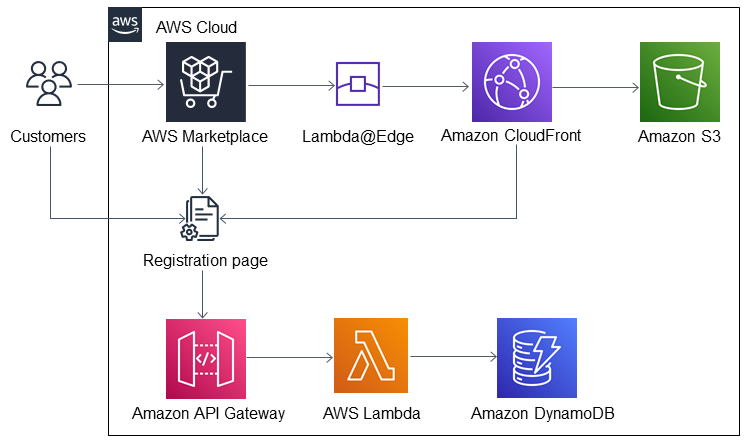 aws
AWS Cloud
Customers
AWS Marketplace
Lambda@Edge
Amazon CloudFront
Amazon S3
Registration page
Amazon API Gateway
AWS Lambda
Amazon DynamoDB